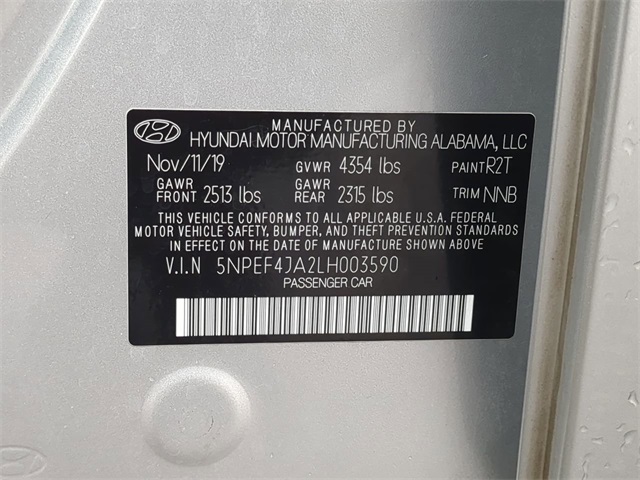 MANUFACTURED BY
HYUNDAI MOTOR MANUFACTURING ALABAMA, LLC
Nov/11/19 GVWR 4354 lbs PAINT R2T
GAWR FRONT 2513 lbs GAWR REAR 2315 lbs TRIM NNB
THIS VEHICLE CONFORMS TO ALL APPLICABLE U.S.A. FEDERAL
MOTOR VEHICLE SAFETY, BUMPER, AND THEFT PREVENTION STANDARDS
IN EFFECT ON THE DATE OF MANUFACTURE SHOWN ABOVE.
V.I.N 5NPEF4JA2LH003590
PASSENGER CAR